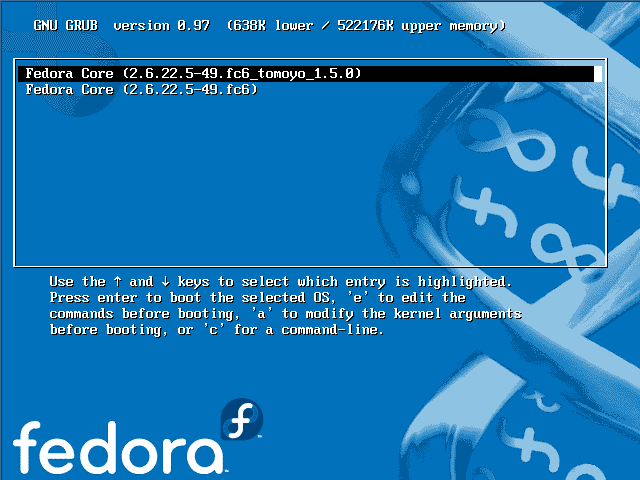 GNU GRUB  version 0.97  (638K lower / 522176K upper memory)
Fedora Core (2.6.22.5-49.fc6_tomoyo_1.5.0)
Fedora Core (2.6.22.5-49.fc6)
Use the ↑ and ↓ keys to select which entry is highlighted.
Press enter to boot the selected OS, 'e' to edit the
commands before booting, 'a' to modify the kernel arguments
before booting, or 'c' for a command-line.
fedora™